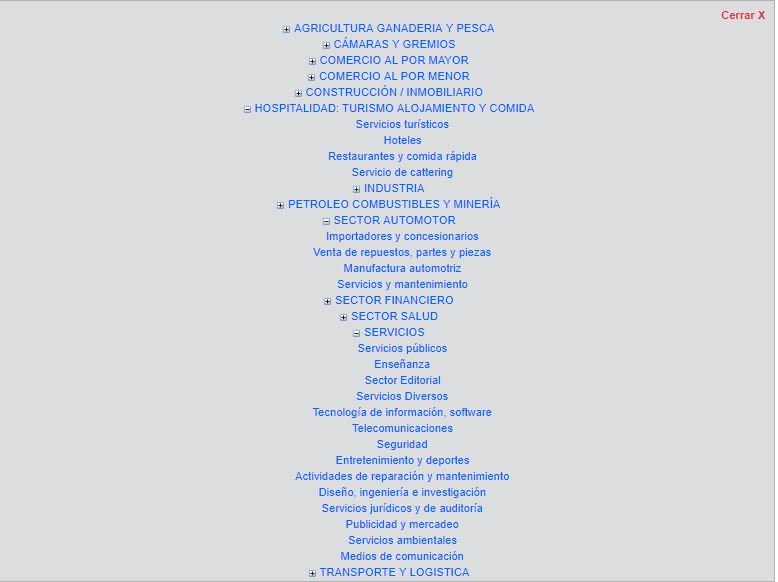 Cerrar X
AGRICULTURA GANADERIA Y PESCA
CÁMARAS Y GREMIOS
COMERCIO AL POR MAYOR
COMERCIO AL POR MENOR
CONSTRUCCIÓN / INMOBILIARIO
HOSPITALIDAD: TURISMO ALOJAMIENTO Y COMIDA
Servicios turísticos
Hoteles
Restaurantes y comida rápida
Servicio de cattering
INDUSTRIA
PETROLEO COMBUSTIBLES Y MINERÍA
SECTOR AUTOMOTOR
Importadores y concesionarios
Venta de repuestos, partes y piezas
Manufactura automotriz
Servicios y mantenimiento
SECTOR FINANCIERO
SECTOR SALUD
SERVICIOS
Servicios públicos
Enseñanza
Sector Editorial
Servicios Diversos
Tecnología de información, software
Telecomunicaciones
Seguridad
Entretenimiento y deportes
Actividades de reparación y mantenimiento
Diseño, ingeniería e investigación
Servicios jurídicos y de auditoría
Publicidad y mercadeo
Servicios ambientales
Medios de comunicación
TRANSPORTE Y LOGISTICA